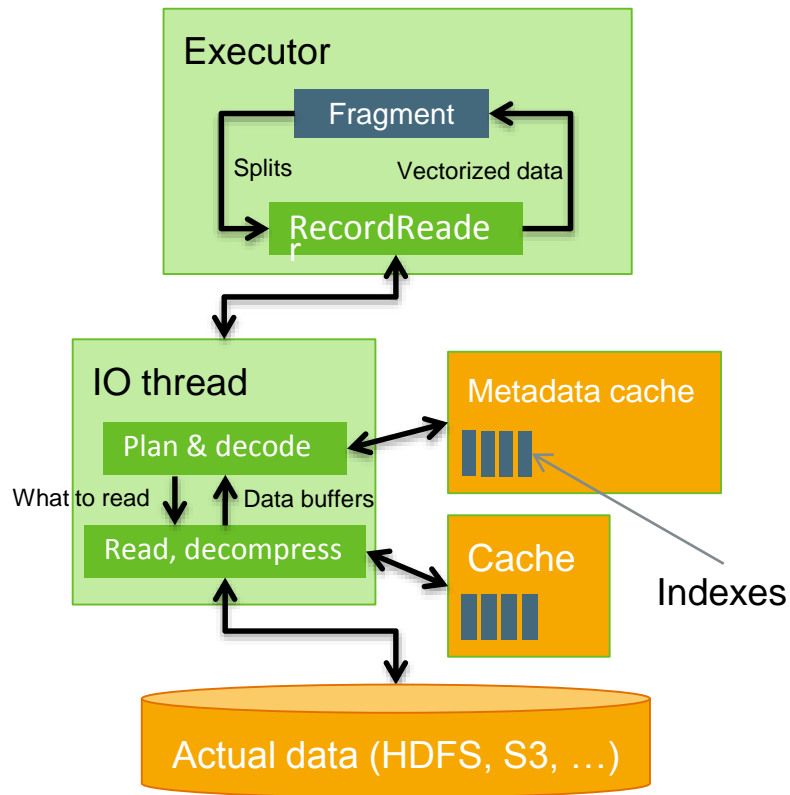 Executor
Fragment
Splits
Vectorized data
RecordReade
r
IO thread
Metadata cache
Plan & decode
What to read
Data buffers
Read, decompress
Cache
Indexes
Actual data (HDFS, S3, …)